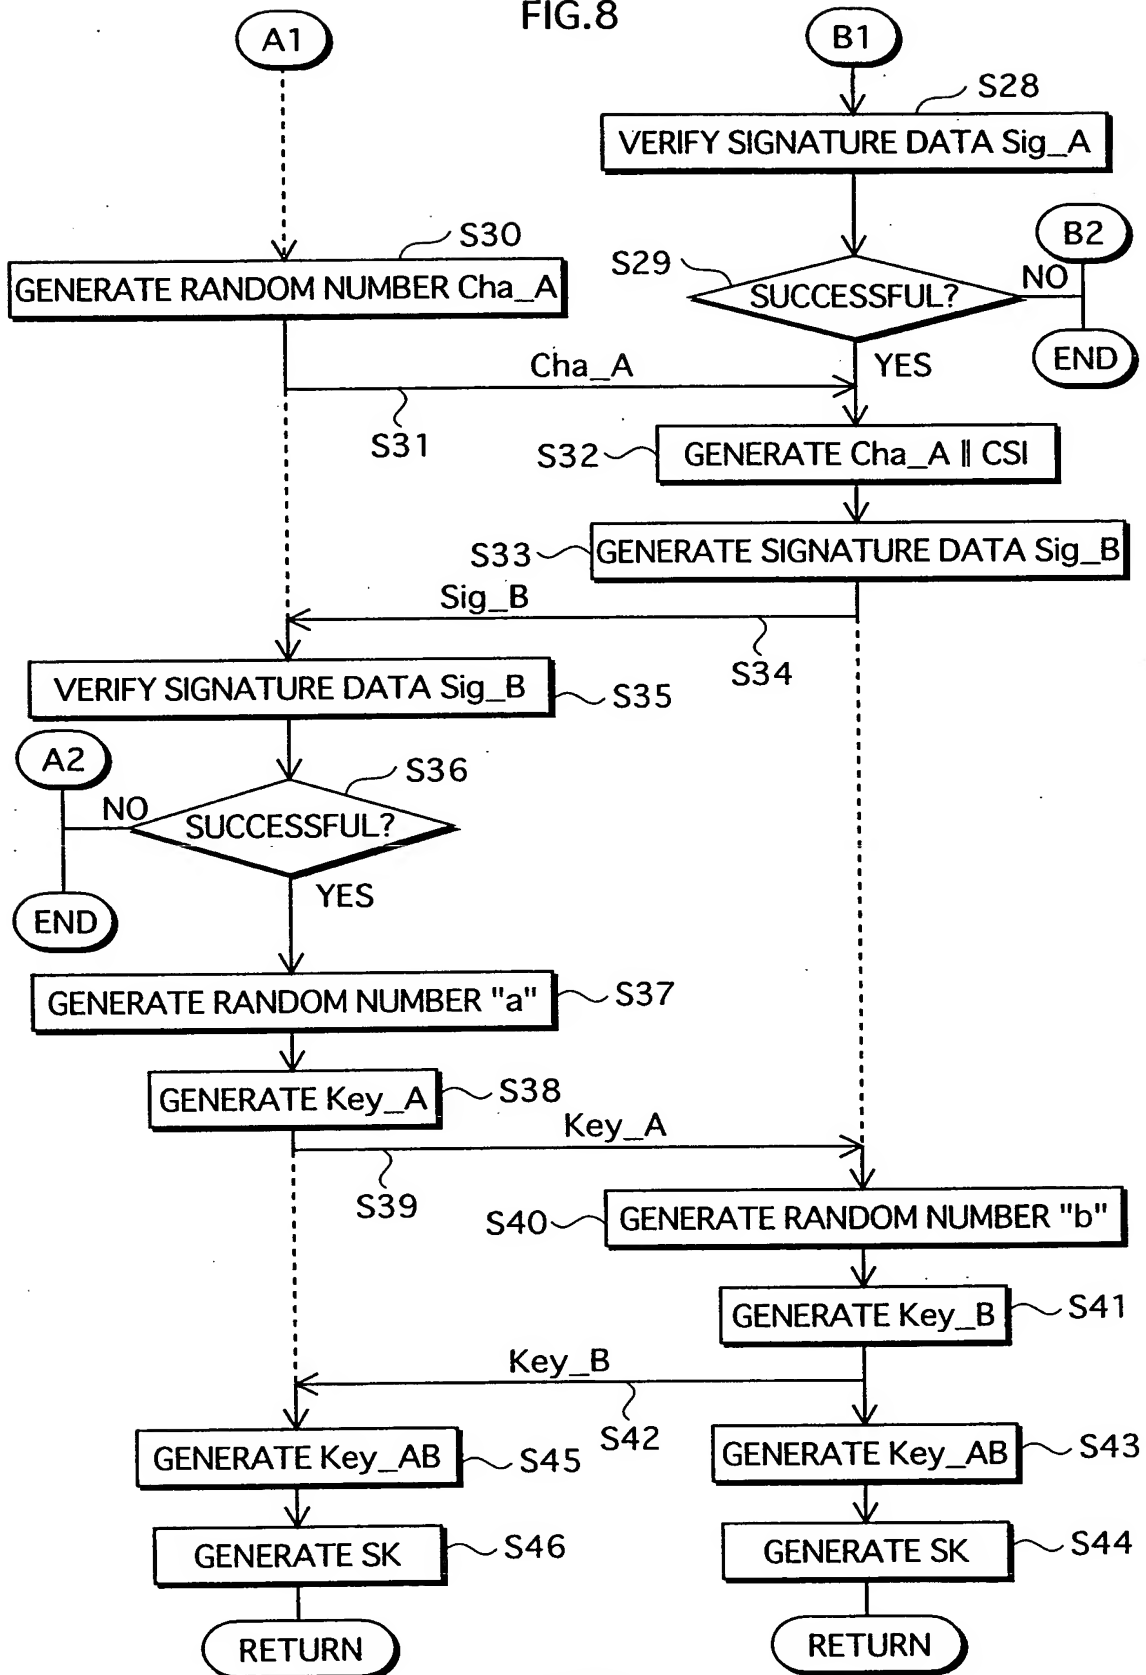 FIG.8
A1
B1
S28
VERIFY SIGNATURE DATA Sig_A
S30
GENERATE RANDOM NUMBER Cha_A
S29
SUCCESSFUL?
NO
B2
END
YES
Cha_A
S31
S32
GENERATE Cha_A || CSI
S33
GENERATE SIGNATURE DATA Sig_B
Sig_B
S34
VERIFY SIGNATURE DATA Sig_B
S35
A2
S36
NO
SUCCESSFUL?
YES
END
GENERATE RANDOM NUMBER "a"
S37
GENERATE Key_A
S38
Key_A
S39
S40
GENERATE RANDOM NUMBER "b"
GENERATE Key_B
S41
Key_B
S42
GENERATE Key_AB
S45
GENERATE Key_AB
S43
GENERATE SK
S46
GENERATE SK
S44
RETURN
RETURN